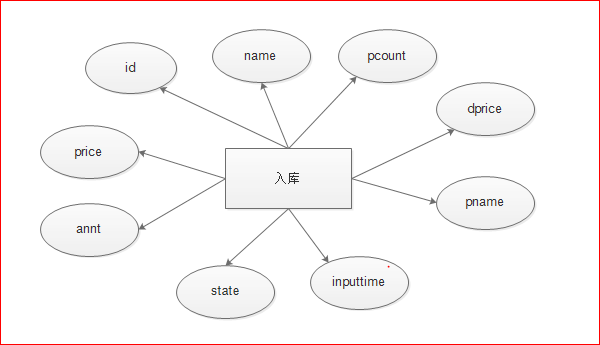 name
pcount
id
dprice
price
入库
pname
annt
state
inputtime